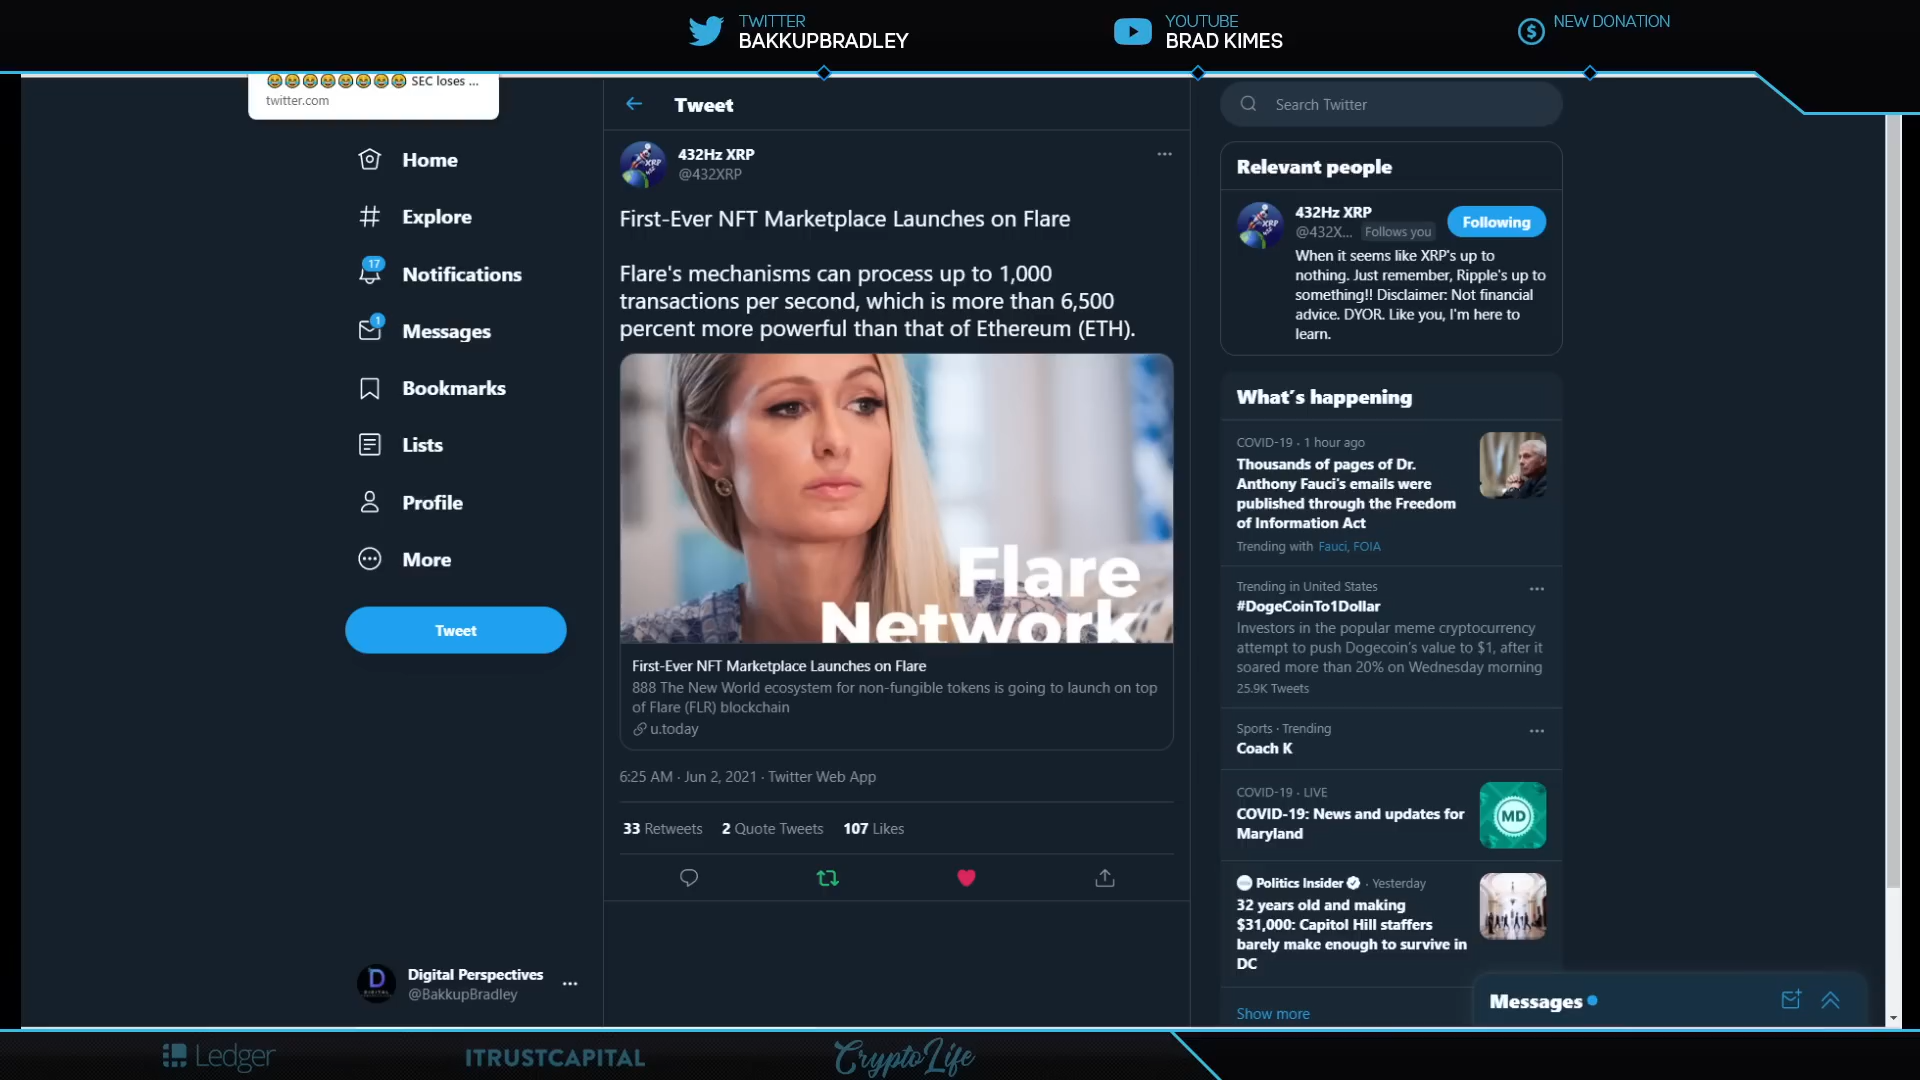 TWITTER
BAKKUPBRADLEY
YOUTUBE
BRAD KIMES
NEW DONATION
😂😂😂😂😂😂😂😂 SEC loses ...
twitter.com
Home
Explore
17
Notifications
1
Messages
Bookmarks
Lists
Profile
More
Tweet
Digital Perspectives
@BakkupBradley
Tweet
432Hz XRP
@432XRP
First-Ever NFT Marketplace Launches on Flare
Flare's mechanisms can process up to 1,000
transactions per second, which is more than 6,500
percent more powerful than that of Ethereum (ETH).
Flare
Network
First-Ever NFT Marketplace Launches on Flare
888 The New World ecosystem for non-fungible tokens is going to launch on top
of Flare (FLR) blockchain
u.today
6:25 AM · Jun 2, 2021 · Twitter Web App
33 Retweets 2 Quote Tweets 107 Likes
Search Twitter
Relevant people
432Hz XRP
@432X... Follows you
Following
When it seems like XRP's up to
nothing. Just remember, Ripple's up to
something!! Disclaimer: Not financial
advice. DYOR. Like you, I'm here to
learn.
What's happening
COVID-19 · 1 hour ago
Thousands of pages of Dr.
Anthony Fauci's emails were
published through the Freedom
of Information Act
Trending with Fauci, FOIA
Trending in United States
#DogeCoinTo1Dollar
Investors in the popular meme cryptocurrency
attempt to push Dogecoin's value to $1, after it
soared more than 20% on Wednesday morning
25.9K Tweets
Sports · Trending
Coach K
COVID-19 · LIVE
COVID-19: News and updates for
Maryland
MD
Politics Insider · Yesterday
32 years old and making
$31,000: Capitol Hill staffers
barely make enough to survive in
DC
Show more
Messages
Ledger
ITRUSTCAPITAL
CryptoLife